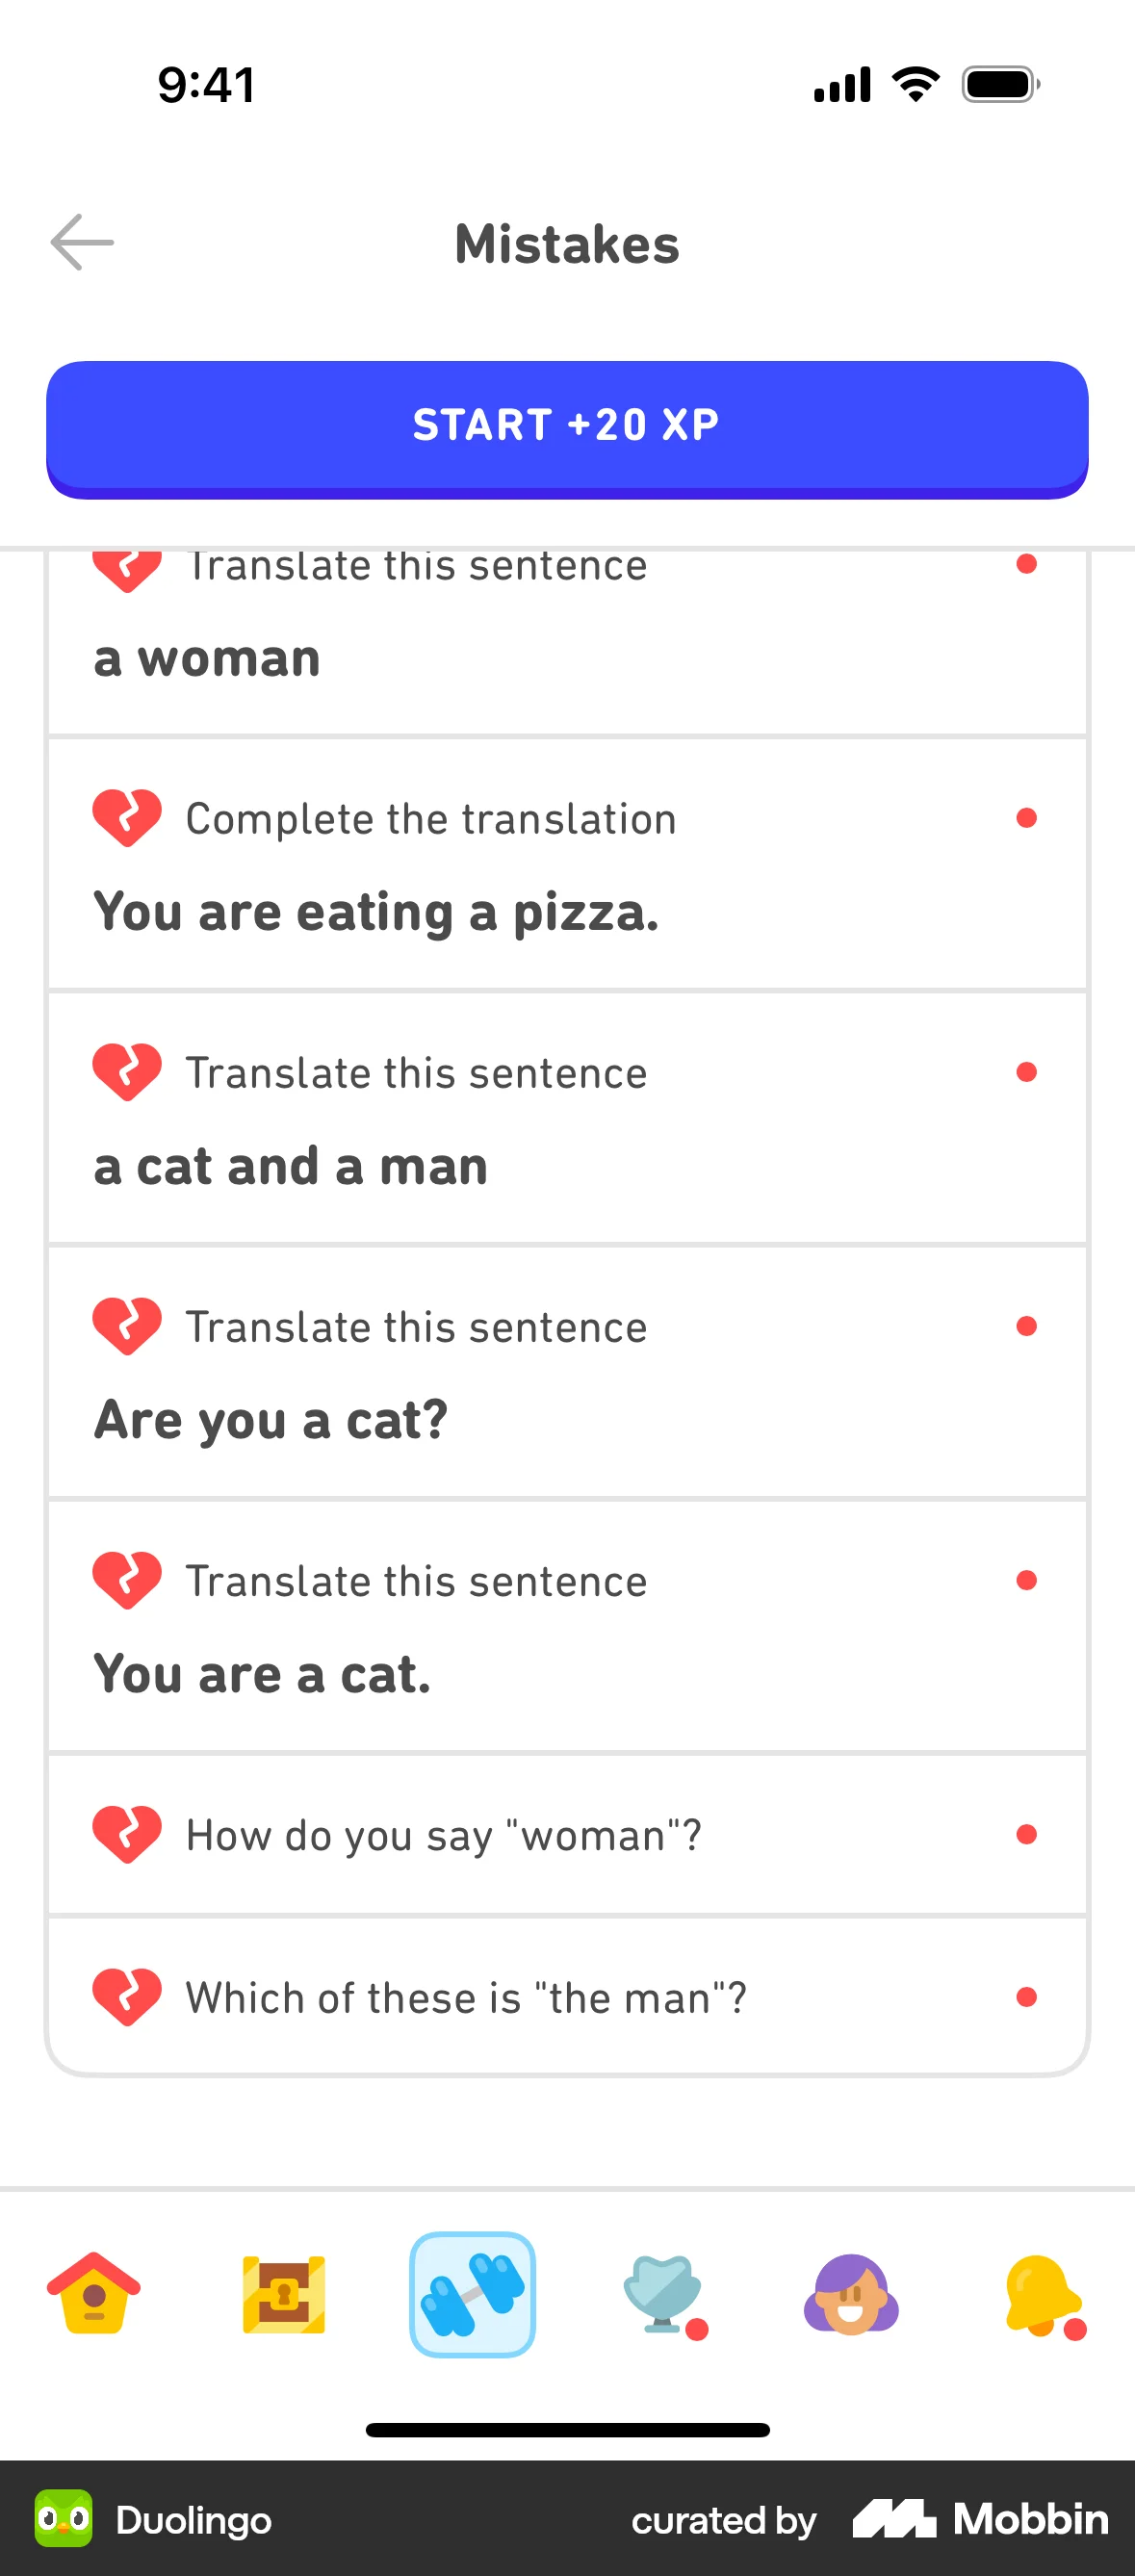 9:41
Mistakes
START +20 XP
Translate this sentence
a woman
Complete the translation
You are eating a pizza.
Translate this sentence
a cat and a man
Translate this sentence
Are you a cat?
Translate this sentence
You are a cat.
How do you say "woman"?
Which of these is "the man"?
Duolingo
curated by Mobbin